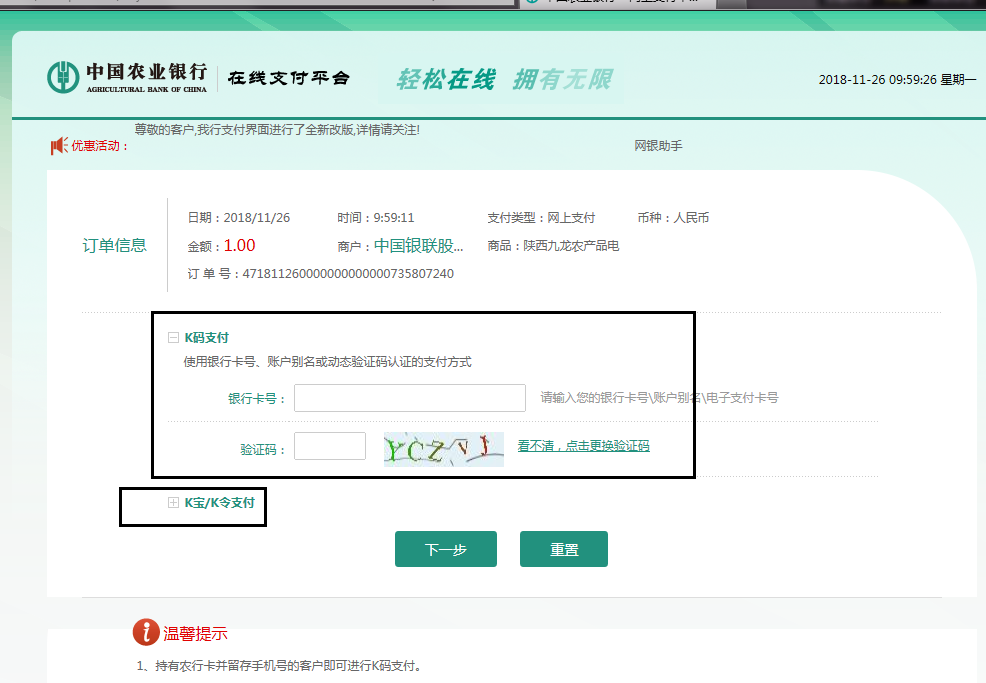 中国农业银行
AGRICULTURAL BANK OF CHINA
在线支付平台
轻松在线 拥有无限
2018-11-26 09:59:26 星期一
尊敬的客户,我行支付界面进行了全新改版,详情请关注!
优惠活动：
网银助手
订单信息
日期：2018/11/26 时间：9:59:11 支付类型：网上支付 币种：人民币
金额：1.00 商户：中国银联股... 商品：陕西九龙农产品电
订 单 号：471811260000000000000735807240
K码支付
使用银行卡号、账户别名或动态验证码认证的支付方式
银行卡号： 请输入您的银行卡号\账户别名\电子支付卡号
验证码： 看不清，点击更换验证码
K宝/K令支付
下一步 重置
温馨提示
1、持有农行卡并留存手机号的客户即可进行K码支付。